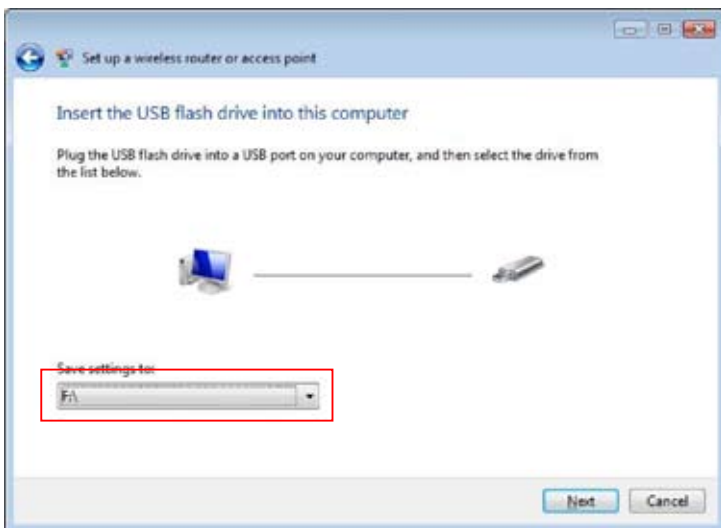 Set up a wireless router or access point
Insert the USB flash drive into this computer
Plug the USB flash drive into a USB port on your computer, and then select the drive from
the list below.
Save settings to:
F:\
Next
Cancel